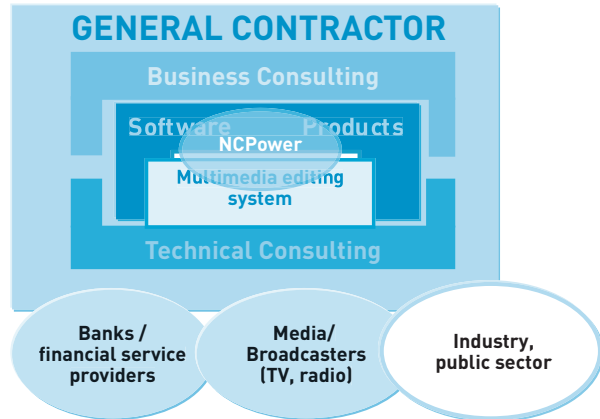 GENERAL CONTRACTOR
Business Consulting
Software Products
NCPower
Multimedia editing
system
Technical Consulting
Banks /
financial service
providers
Media/
Broadcasters
(TV, radio)
Industry,
public sector